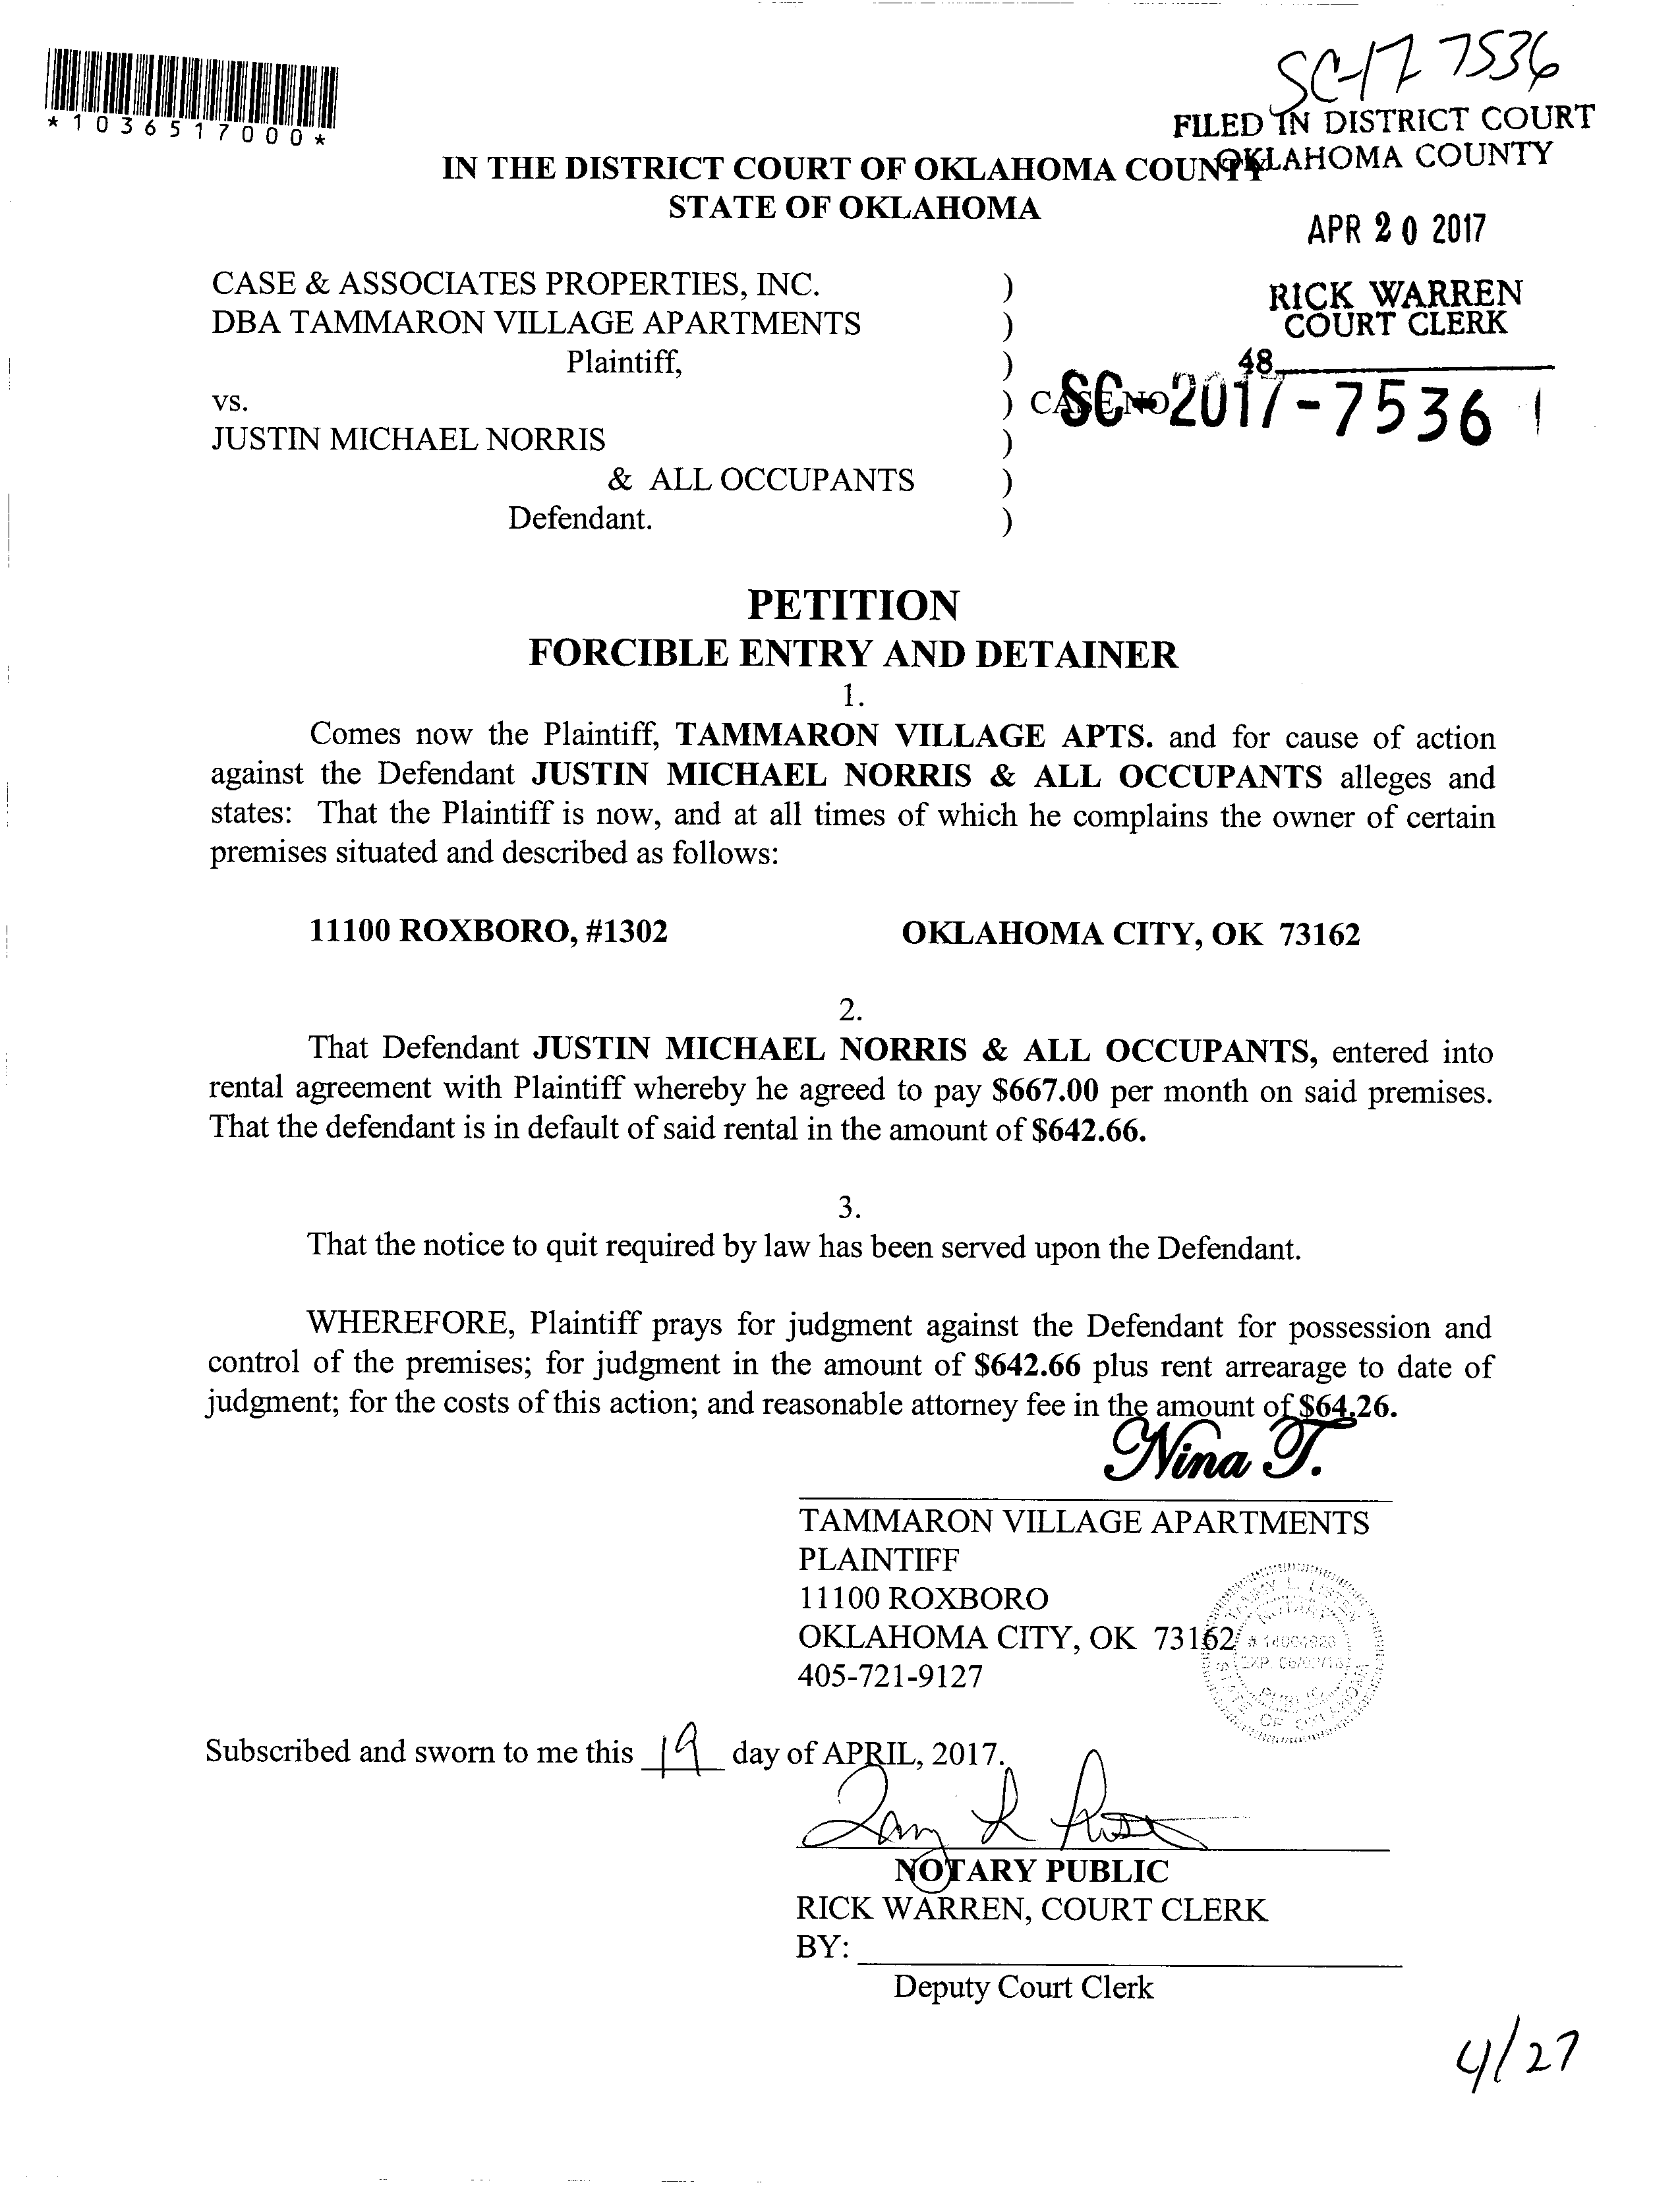 SC-17 7536
*1036517000*
FILED IN DISTRICT COURT
OKLAHOMA COUNTY
IN THE DISTRICT COURT OF OKLAHOMA COUNTY
STATE OF OKLAHOMA
APR 20 2017
CASE & ASSOCIATES PROPERTIES, INC. )
RICK WARREN
COURT CLERK
DBA TAMMARON VILLAGE APARTMENTS )
Plaintiff, )
48
vs. ) CASE NO
SC-2017-7536
JUSTIN MICHAEL NORRIS )
& ALL OCCUPANTS )
Defendant. )
PETITION
FORCIBLE ENTRY AND DETAINER
1.
Comes now the Plaintiff, TAMMARON VILLAGE APTS. and for cause of action
against the Defendant JUSTIN MICHAEL NORRIS & ALL OCCUPANTS alleges and
states: That the Plaintiff is now, and at all times of which he complains the owner of certain
premises situated and described as follows:
11100 ROXBORO, #1302 OKLAHOMA CITY, OK 73162
2.
That Defendant JUSTIN MICHAEL NORRIS & ALL OCCUPANTS, entered into
rental agreement with Plaintiff whereby he agreed to pay $667.00 per month on said premises.
That the defendant is in default of said rental in the amount of $642.66.
3.
That the notice to quit required by law has been served upon the Defendant.
WHEREFORE, Plaintiff prays for judgment against the Defendant for possession and
control of the premises; for judgment in the amount of $642.66 plus rent arrearage to date of
judgment; for the costs of this action; and reasonable attorney fee in the amount of $64.26.
Nina T.
TAMMARON VILLAGE APARTMENTS
PLAINTIFF
11100 ROXBORO
OKLAHOMA CITY, OK 73162
405-721-9127
NOTARY
PUBLIC
STATE OF OKLAHOMA
Subscribed and sworn to me this 19 day of APRIL, 2017.
NOTARY PUBLIC
RICK WARREN, COURT CLERK
BY:
Deputy Court Clerk
4/27